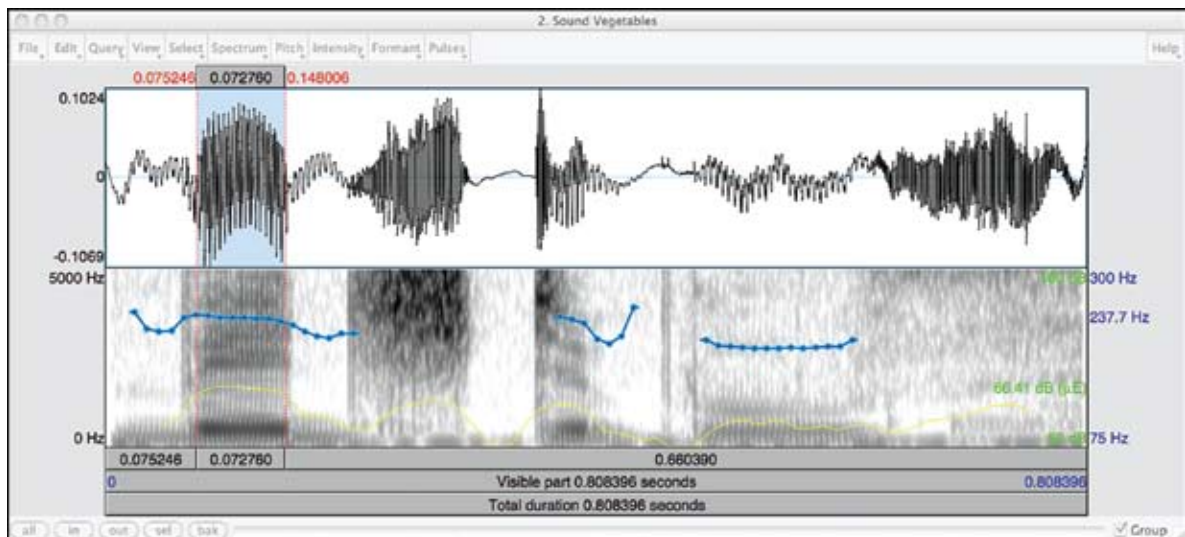 2. Sound Vegetables
File Edit Query View Select Spectrum Pitch Intensity Formant Pulses Help
0.075246 0.072760 0.148006
0.1024
0
-0.1069
5000 Hz 300 Hz
237.7 Hz
66.41 dB (µE)
0 Hz 75 Hz
0.075246 0.072760 0.660390
0 Visible part 0.808396 seconds 0.808396
Total duration 0.808396 seconds
all in out sel bak Group